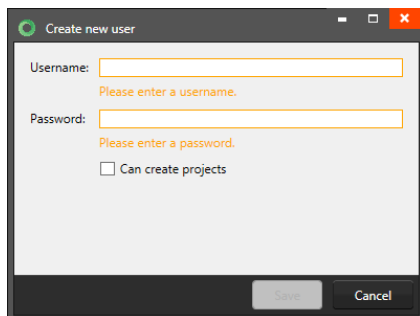 Create new user
Username:
Please enter a username.
Password:
Please enter a password.
Can create projects
Save
Cancel